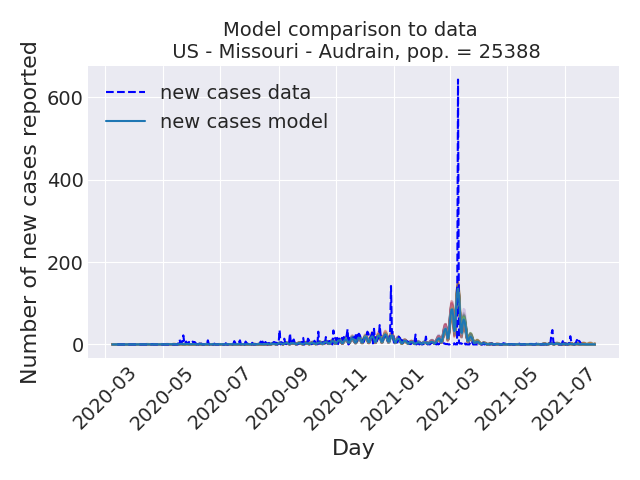 Model comparison to data
US - Missouri - Audrain, pop. = 25388
Number of new cases reported
600
400
200
0
new cases data
new cases model
2020-03
2020-05
2020-07
2020-09
2020-11
2021-01
2021-03
2021-05
2021-07
Day